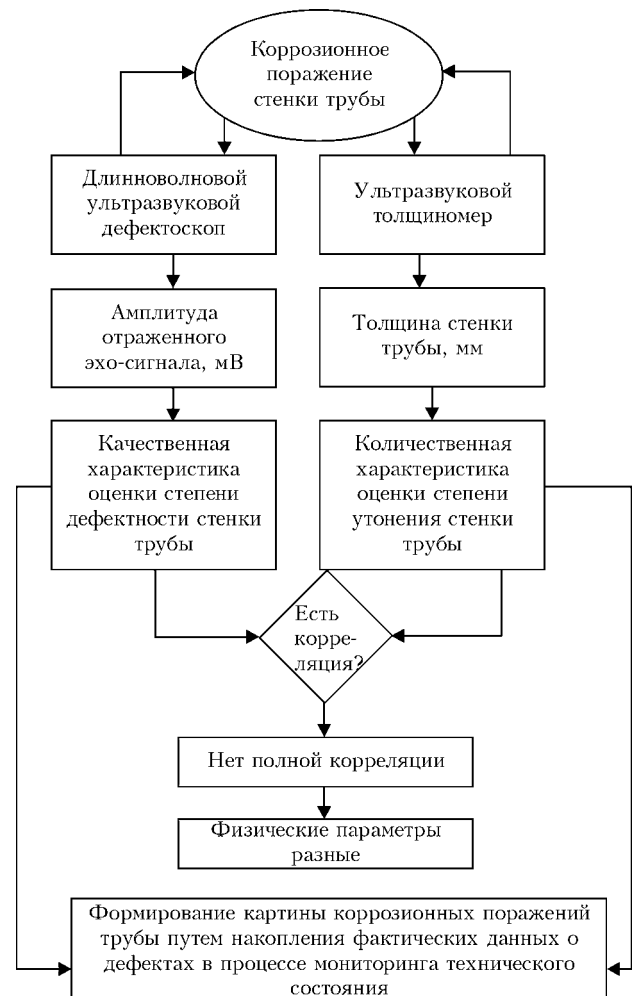 Коррозионное
поражение
стенки трубы
Длинноволновой
ультразвуковой
дефектоскоп
Ультразвуковой
толщиномер
Амплитуда
отраженного
эхо-сигнала, мВ
Толщина стенки
трубы, мм
Качественная
характеристика
оценки степени
дефектности стенки
трубы
Количественная
характеристика
оценки степени
утонения стенки
трубы
Есть
корре-
ляция?
Нет полной корреляции
Физические параметры
разные
Формирование картины коррозионных поражений
трубы путем накопления фактических данных о
дефектах в процессе мониторинга технического
состояния